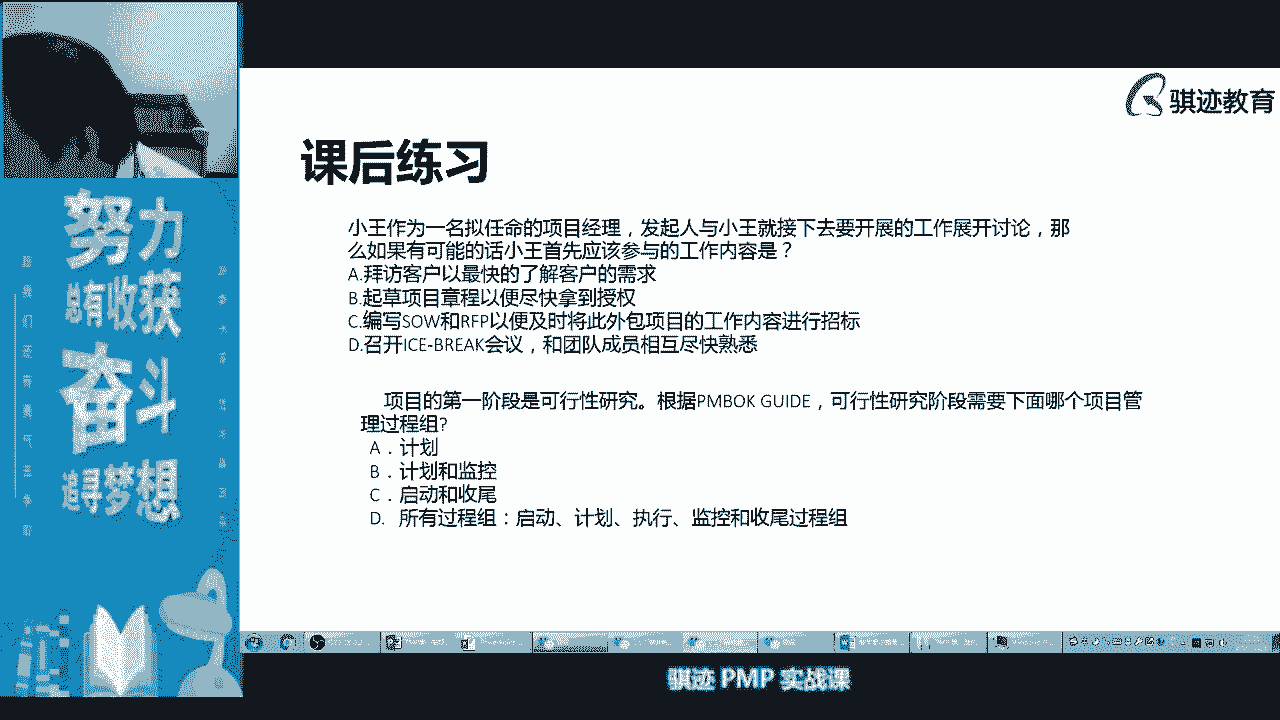 骐迹教育
课后练习
小王作为一名拟任命的项目经理，发起人与小王就接下去要开展的工作展开讨论，那
么如果有可能的话小王首先应该参与的工作内容是？
A.拜访客户以最快的了解客户的需求
B.起草项目章程以便尽快拿到授权
C.编写SOW和RFP以便及时将此外包项目的工作内容进行招标
D.召开ICE-BREAK会议，和团队成员相互尽快熟悉
项目的第一阶段是可行性研究。根据PMBOK GUIDE，可行性研究阶段需要下面哪个项目管
理过程组?
A．计划
B．计划和监控
C．启动和收尾
D. 所有过程组：启动、计划、执行、监控和收尾过程组
努力
总有收获
奋斗
追寻梦想
骐迹 PMP 实战课